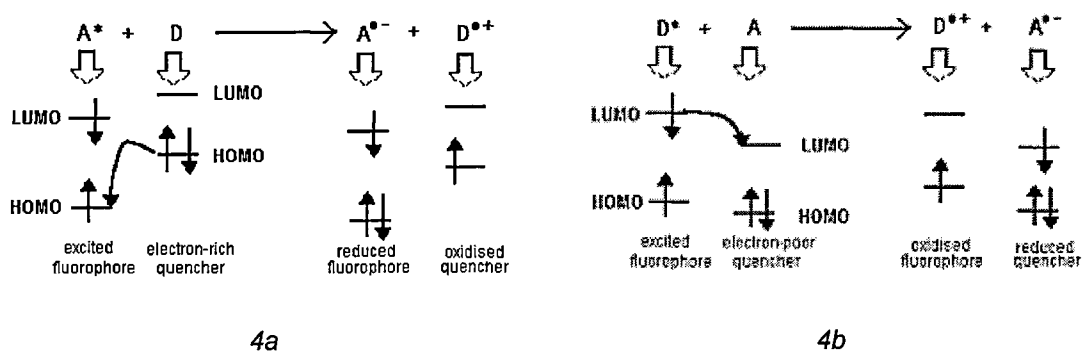 A* + D → A•− + D•+
LUMO
LUMO
HOMO
HOMO
excited fluorophore
electron-rich quencher
reduced fluorophore
oxidised quencher
4a
D* + A → D•+ + A•−
LUMO
LUMO
HOMO
HOMO
excited fluorophore
electron-poor quencher
oxidised fluorophore
reduced quencher
4b